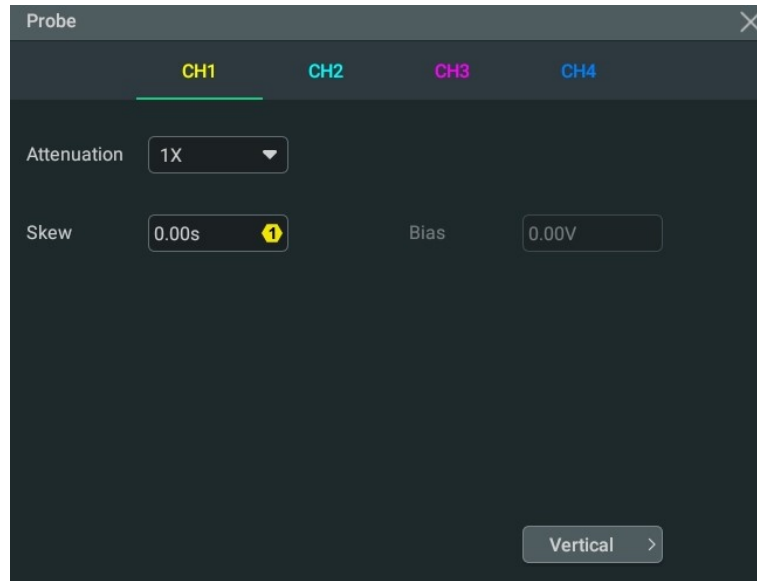 Probe
CH1 CH2 CH3 CH4
Attenuation 1X
Skew 0.00s 1 Bias 0.00V
Vertical